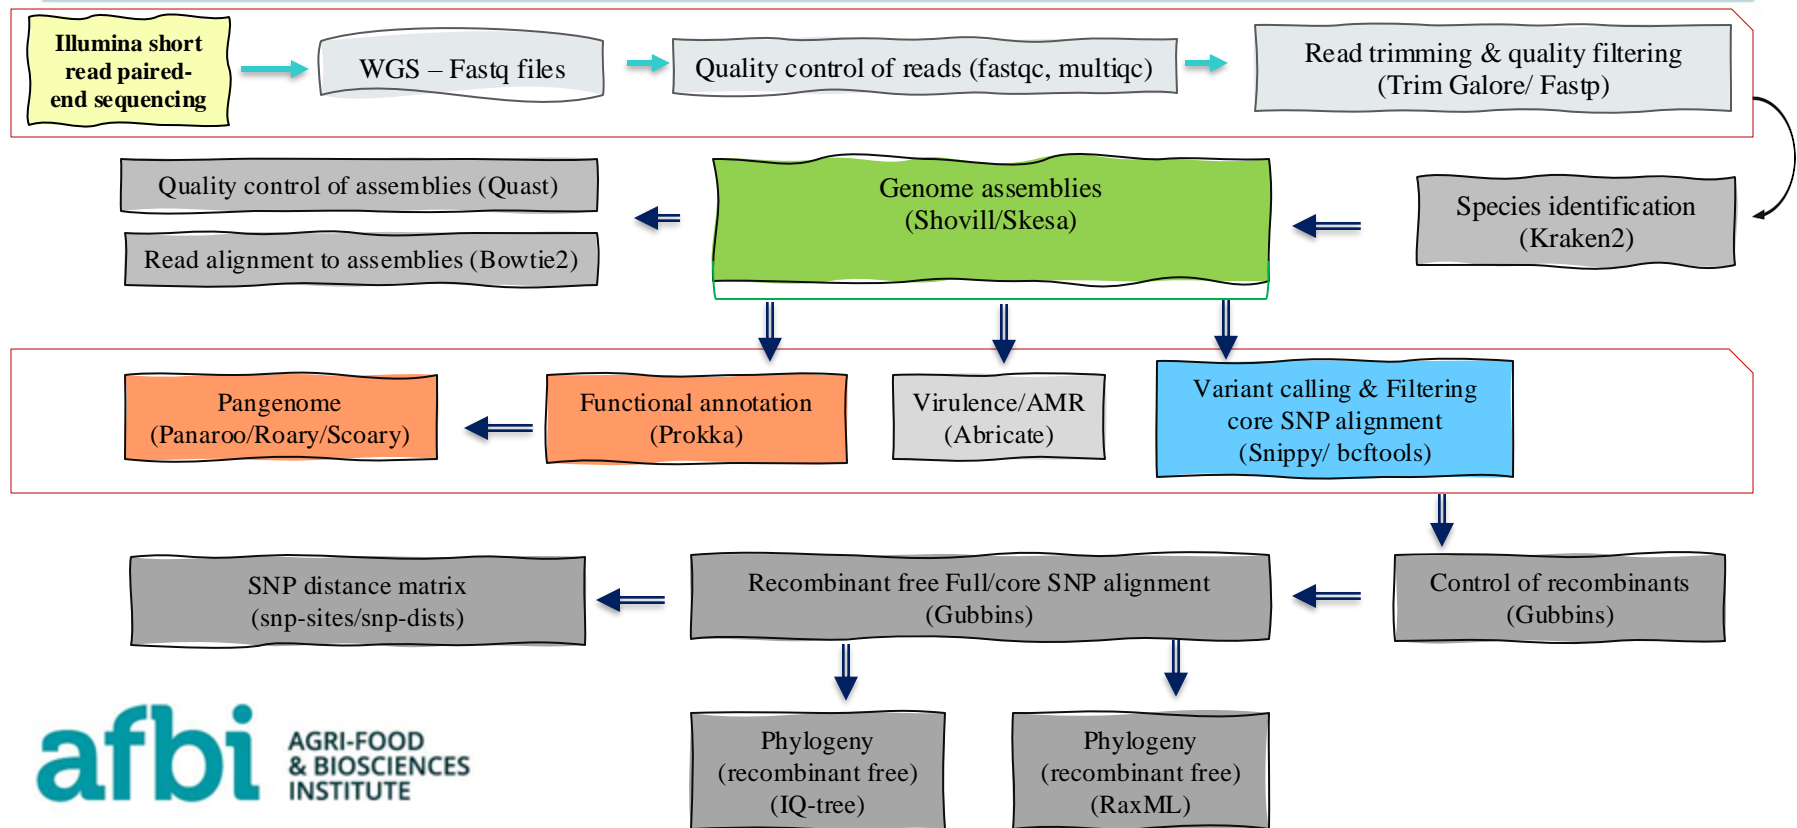 Illumina short
read paired-
end sequencing
WGS – Fastq files
Quality control of reads (fastqc, multiqc)
Read trimming & quality filtering
(Trim Galore/ Fastp)
Quality control of assemblies (Quast)
Read alignment to assemblies (Bowtie2)
Genome assemblies
(Shovill/Skesa)
Species identification
(Kraken2)
Pangenome
(Panaroo/Roary/Scoary)
Functional annotation
(Prokka)
Virulence/AMR
(Abricate)
Variant calling & Filtering
core SNP alignment
(Snippy/ bcftools)
SNP distance matrix
(snp-sites/snp-dists)
Recombinant free Full/core SNP alignment
(Gubbins)
Control of recombinants
(Gubbins)
Phylogeny
(recombinant free)
(IQ-tree)
Phylogeny
(recombinant free)
(RaxML)
afbi
AGRI-FOOD
& BIOSCIENCES
INSTITUTE